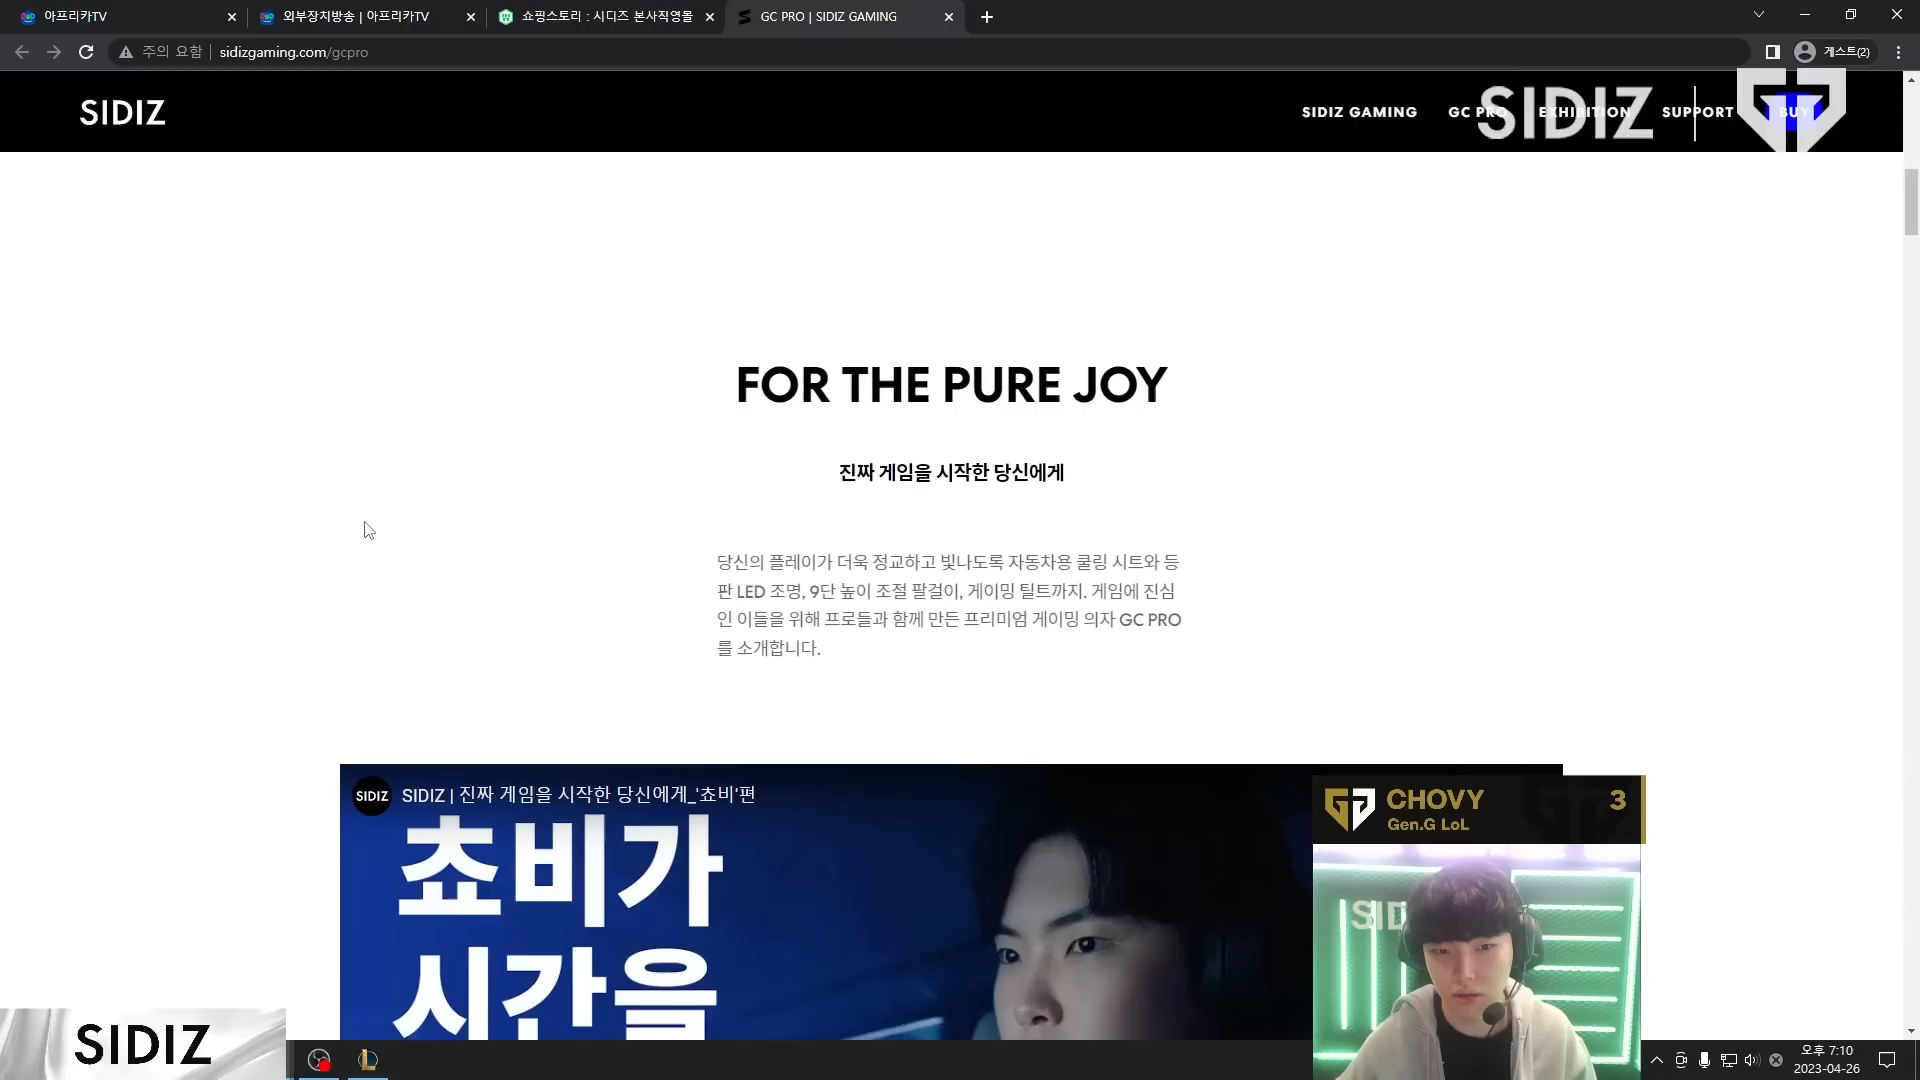 아프리카TV
외부장치방송 | 아프리카TV
쇼핑스토리 : 시디즈 본사직영몰
GC PRO | SIDIZ GAMING
주의 요함
sidizgaming.com/gcpro
게스트(2)
SIDIZ
SIDIZ GAMING
GC PRO
EXHIBITION
SUPPORT
BUY
SIDIZ
FOR THE PURE JOY
진짜 게임을 시작한 당신에게
당신의 플레이가 더욱 정교하고 빛나도록 자동차용 쿨링 시트와 등
판 LED 조명, 9단 높이 조절 팔걸이, 게이밍 틸트까지. 게임에 진심
인 이들을 위해 프로들과 함께 만든 프리미엄 게이밍 의자 GC PRO
를 소개합니다.
SIDIZ
SIDIZ | 진짜 게임을 시작한 당신에게_'쵸비'편
쵸비가
시간을
CHOVY
3
Gen.G LoL
SID
SIDIZ
오후 7:10
2023-04-26